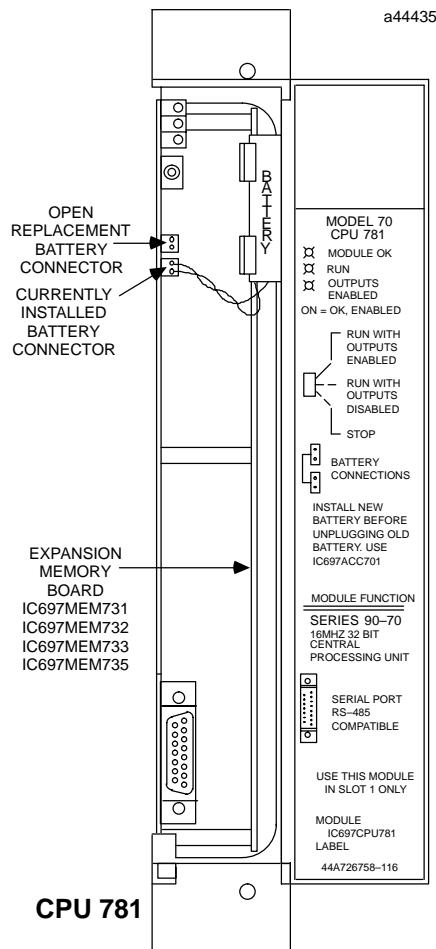 a44435
BATTERY
OPEN
REPLACEMENT
BATTERY
CONNECTOR
CURRENTLY
INSTALLED
BATTERY
CONNECTOR
EXPANSION
MEMORY
BOARD
IC697MEM731
IC697MEM732
IC697MEM733
IC697MEM735
CPU 781
MODEL 70
CPU 781
MODULE OK
RUN
OUTPUTS
ENABLED
ON = OK, ENABLED
RUN WITH
OUTPUTS
ENABLED
RUN WITH
OUTPUTS
DISABLED
STOP
BATTERY
CONNECTIONS
INSTALL NEW
BATTERY BEFORE
UNPLUGGING OLD
BATTERY. USE
IC697ACC701
MODULE FUNCTION
SERIES 90–70
16MHZ 32 BIT
CENTRAL
PROCESSING UNIT
SERIAL PORT
RS–485
COMPATIBLE
USE THIS MODULE
IN SLOT 1 ONLY
MODULE
IC697CPU781
LABEL
44A726758–116